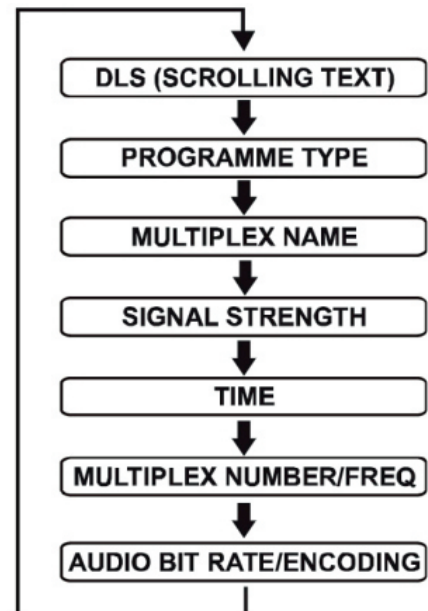 DLS (SCROLLING TEXT)
PROGRAMME TYPE
MULTIPLEX NAME
SIGNAL STRENGTH
TIME
MULTIPLEX NUMBER/FREQ
AUDIO BIT RATE/ENCODING